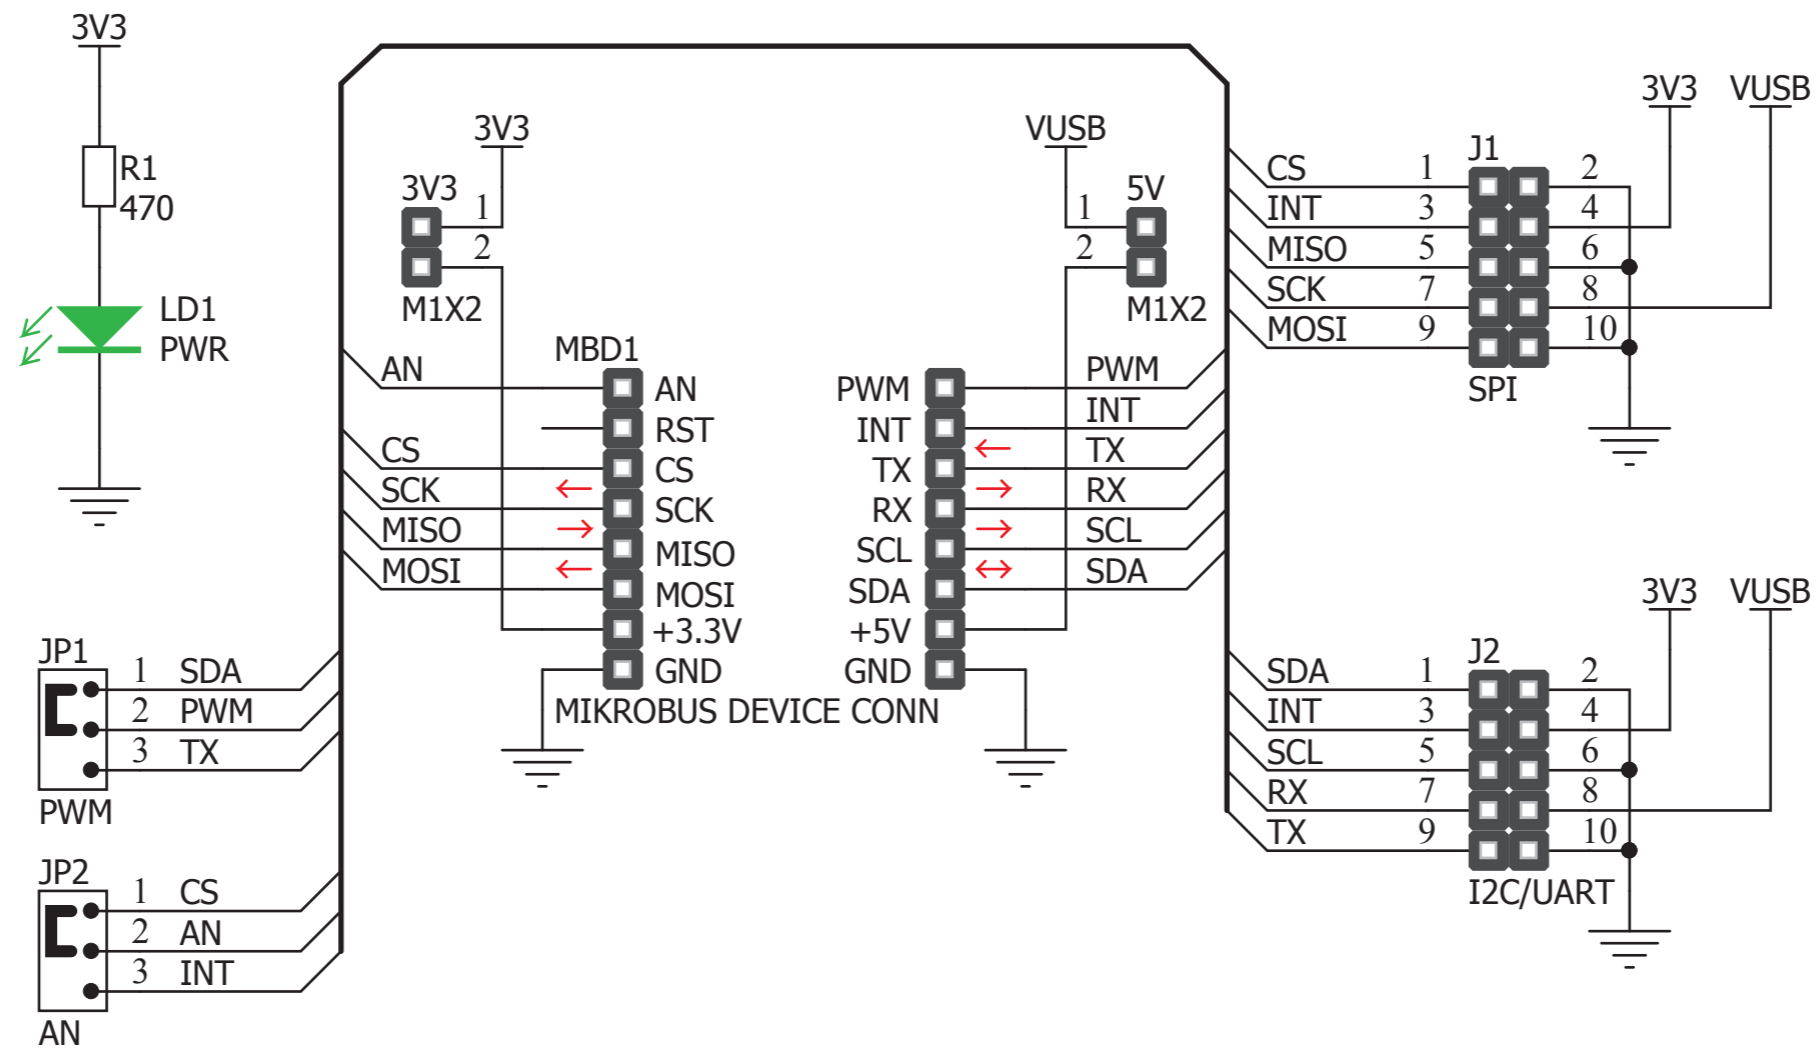 3V3
R1
470
LD1
PWR
3V3
3V3
1
2
M1X2
VUSB
5V
1
2
M1X2
AN
CS
SCK
MISO
MOSI
MBD1
AN
RST
CS
SCK
MISO
MOSI
+3.3V
GND
PWM
INT
TX
RX
SCL
SDA
+5V
GND
MIKROBUS DEVICE CONN
PWM
INT
TX
RX
SCL
SDA
3V3 VUSB
J1
CS 1 2
INT 3 4
MISO 5 6
SCK 7 8
MOSI 9 10
SPI
3V3 VUSB
J2
SDA 1 2
INT 3 4
SCL 5 6
RX 7 8
TX 9 10
I2C/UART
JP1
1 SDA
2 PWM
3 TX
PWM
JP2
1 CS
2 AN
3 INT
AN